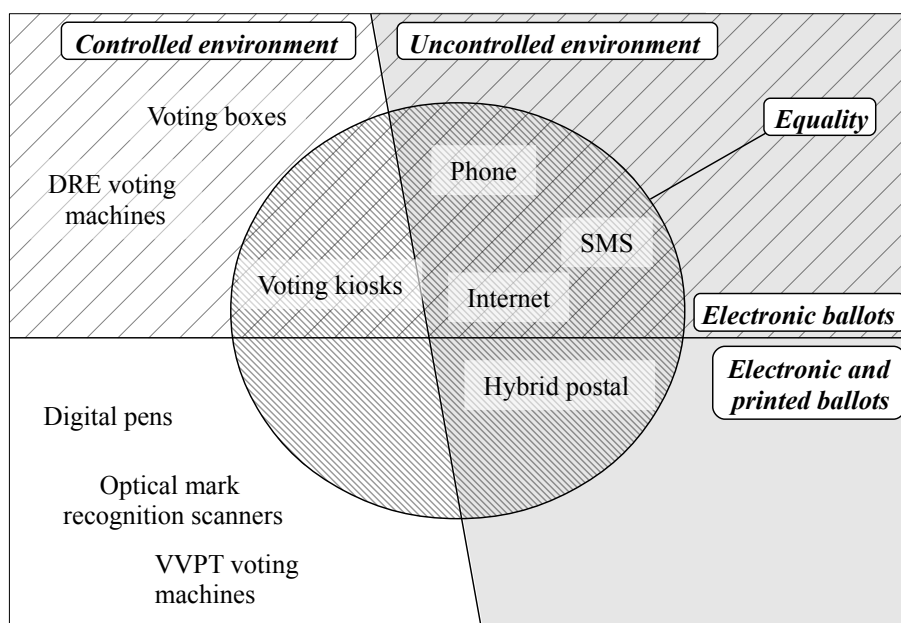 Controlled environment
Uncontrolled environment
Voting boxes
Equality
DRE voting
machines
Phone
SMS
Voting kiosks
Internet
Electronic ballots
Electronic and
printed ballots
Hybrid postal
Digital pens
Optical mark
recognition scanners
VVPT voting
machines